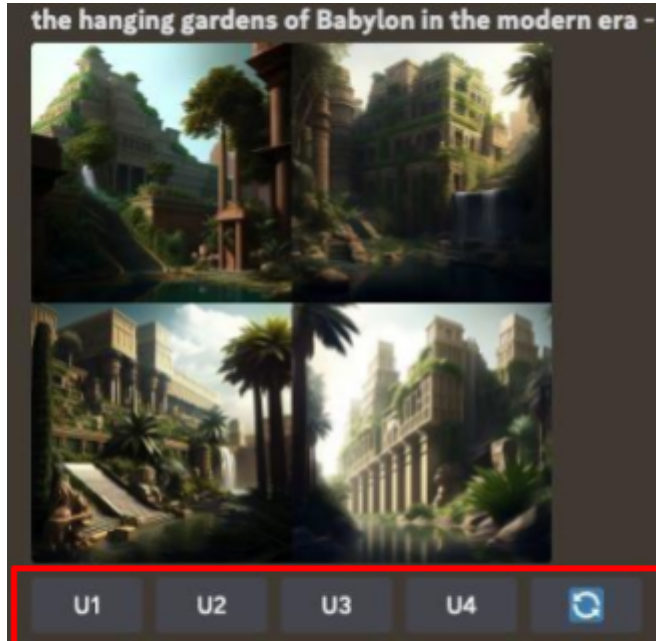 the hanging gardens of Babylon in the modern era -
U1 U2 U3 U4